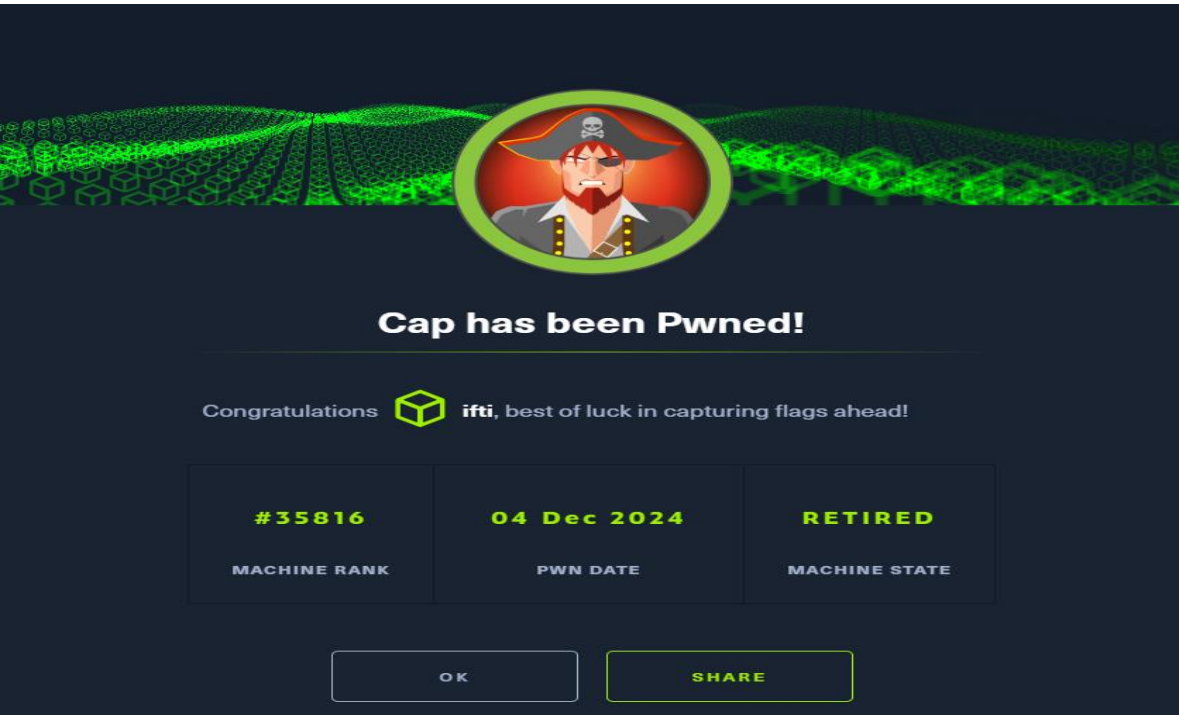 Cap has been Pwned!
Congratulations ifti, best of luck in capturing flags ahead!
#35816 04 Dec 2024 RETIRED
MACHINE RANK PWN DATE MACHINE STATE
OK SHARE